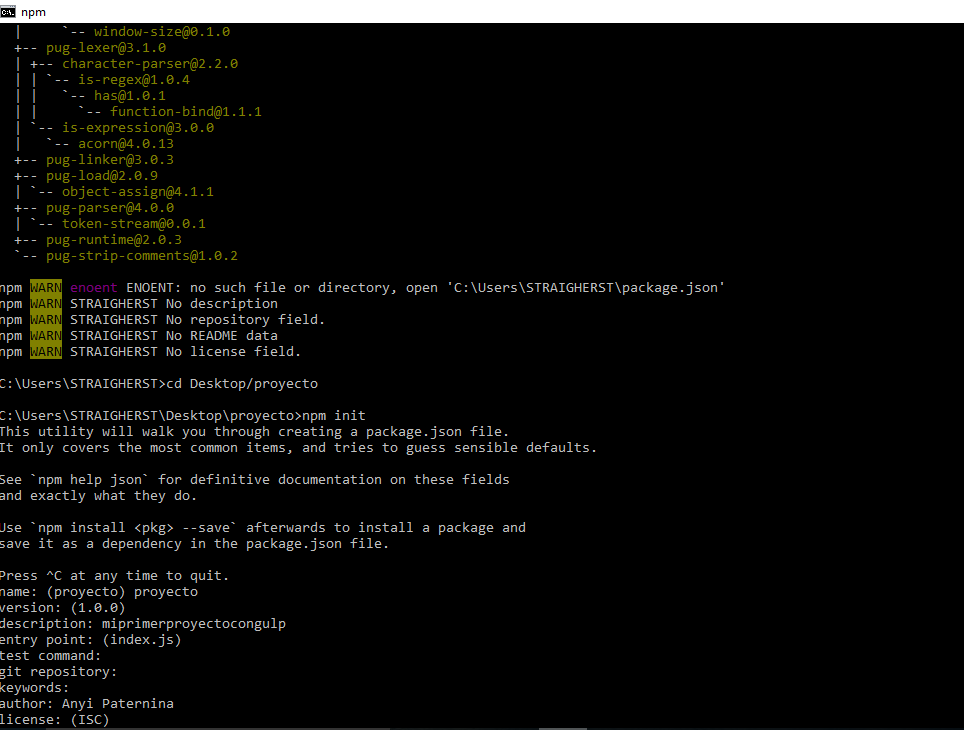 npm
|     `-- window-size@0.1.0
+-- pug-lexer@3.1.0
| +-- character-parser@2.2.0
| | `-- is-regex@1.0.4
| |   `-- has@1.0.1
| |     `-- function-bind@1.1.1
| `-- is-expression@3.0.0
|   `-- acorn@4.0.13
+-- pug-linker@3.0.3
+-- pug-load@2.0.9
| `-- object-assign@4.1.1
+-- pug-parser@4.0.0
| `-- token-stream@0.0.1
+-- pug-runtime@2.0.3
`-- pug-strip-comments@1.0.2
npm WARN enoent ENOENT: no such file or directory, open 'C:\Users\STRAIGHERST\package.json'
npm WARN STRAIGHERST No description
npm WARN STRAIGHERST No repository field.
npm WARN STRAIGHERST No README data
npm WARN STRAIGHERST No license field.
C:\Users\STRAIGHERST>cd Desktop/proyecto
C:\Users\STRAIGHERST\Desktop\proyecto>npm init
This utility will walk you through creating a package.json file.
It only covers the most common items, and tries to guess sensible defaults.
See `npm help json` for definitive documentation on these fields
and exactly what they do.
Use `npm install <pkg> --save` afterwards to install a package and
save it as a dependency in the package.json file.
Press ^C at any time to quit.
name: (proyecto) proyecto
version: (1.0.0)
description: miprimerproyectocongulp
entry point: (index.js)
test command:
git repository:
keywords:
author: Anyi Paternina
license: (ISC)